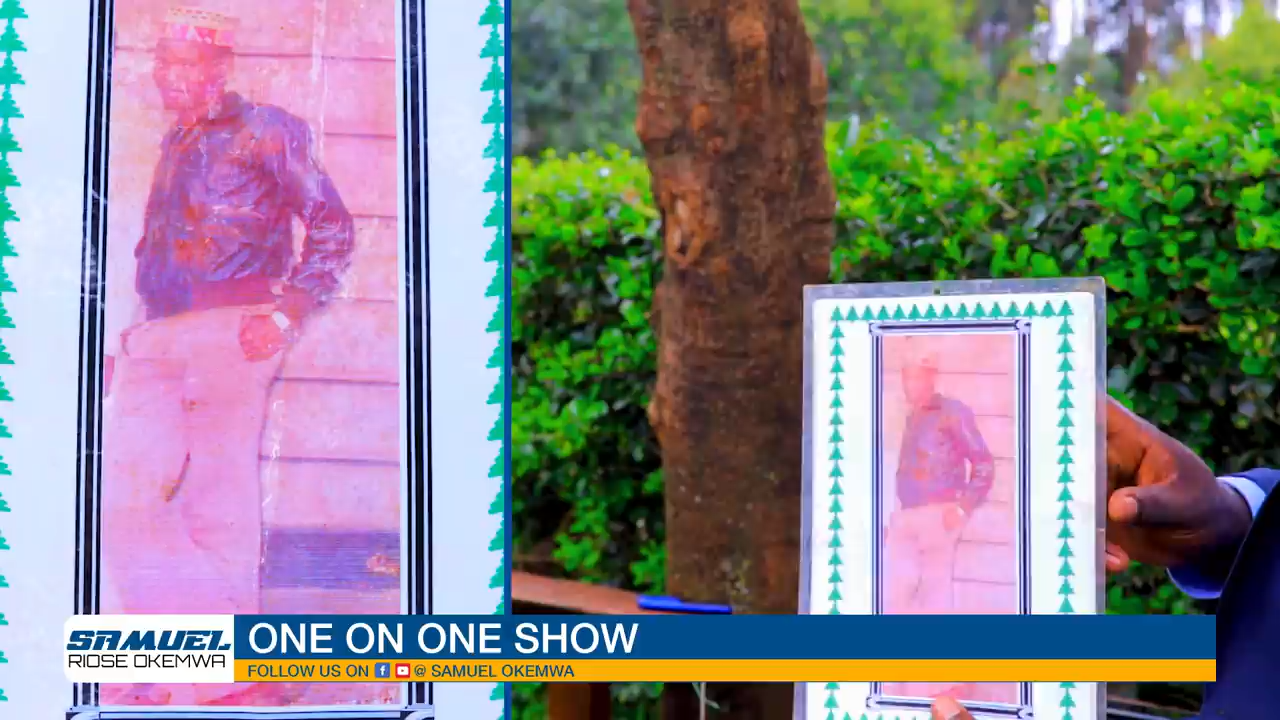 SAMUEL
RIOSE OKEMWA
ONE ON ONE SHOW
FOLLOW US ON @ SAMUEL OKEMWA